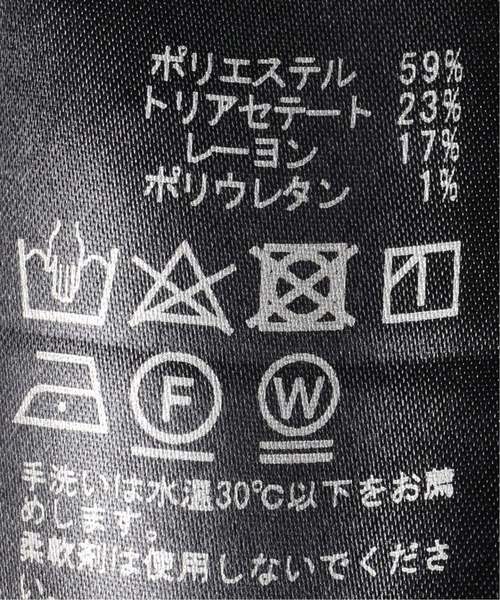 ポリエステル 59%
トリアセテート 23%
レーヨン 17%
ポリウレタン 1%
F W
手洗いは水温30℃以下をお薦
めします。
柔軟剤は使用しないでくださ
い。